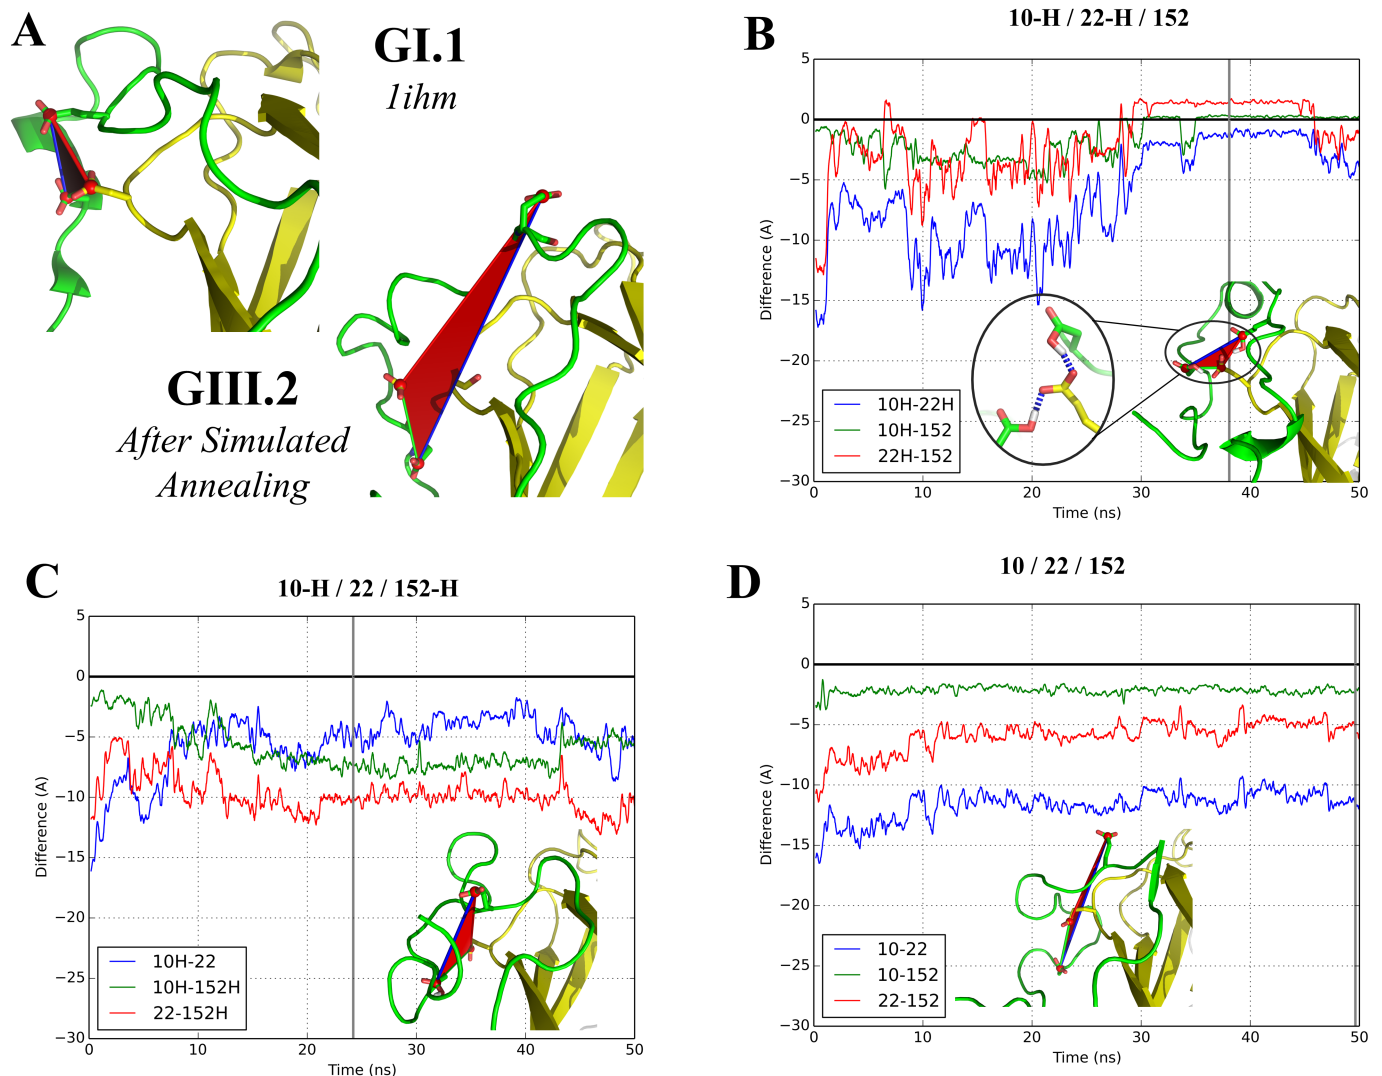 A
GI.1
1ihm
GIII.2
After Simulated
Annealing
B
10-H / 22-H / 152
5
0
−5
−10
−15
−20
−25
−30
Difference (A)
10H-22H
10H-152
22H-152
0 10 20 30 40 50
Time (ns)
C
10-H / 22 / 152-H
5
0
−5
−10
−15
−20
−25
−30
Difference (A)
10H-22
10H-152H
22-152H
0 10 20 30 40 50
Time (ns)
D
10 / 22 / 152
5
0
−5
−10
−15
−20
−25
−30
Difference (A)
10-22
10-152
22-152
0 10 20 30 40 50
Time (ns)